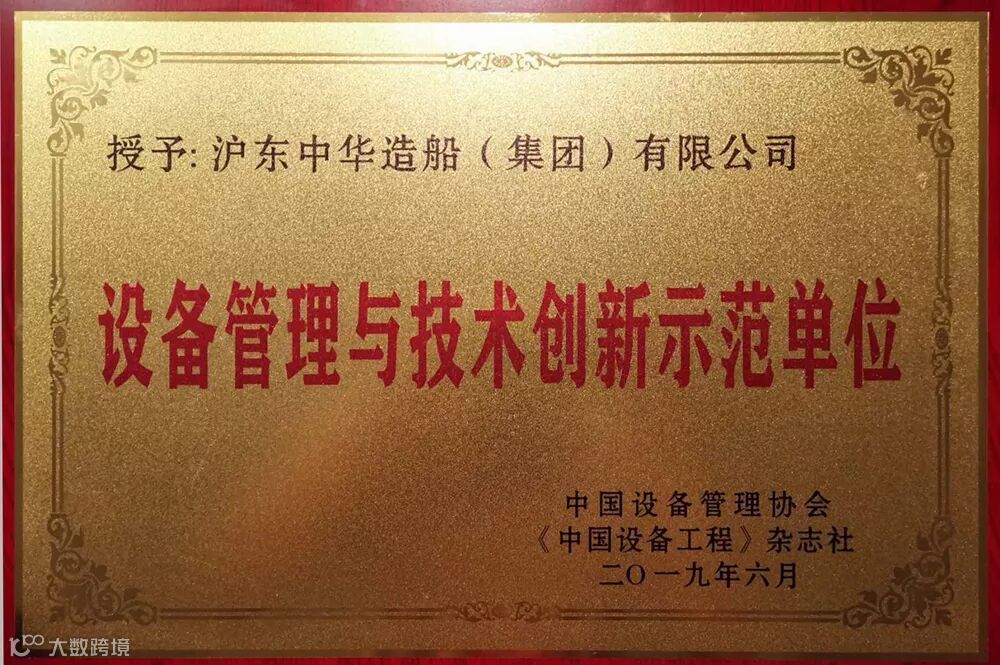 授予:沪东中华造船（集团）有限公司
设备管理与技术创新示范单位
中国设备管理协会
《中国设备工程》杂志社
二〇一九年六月
大数跨境